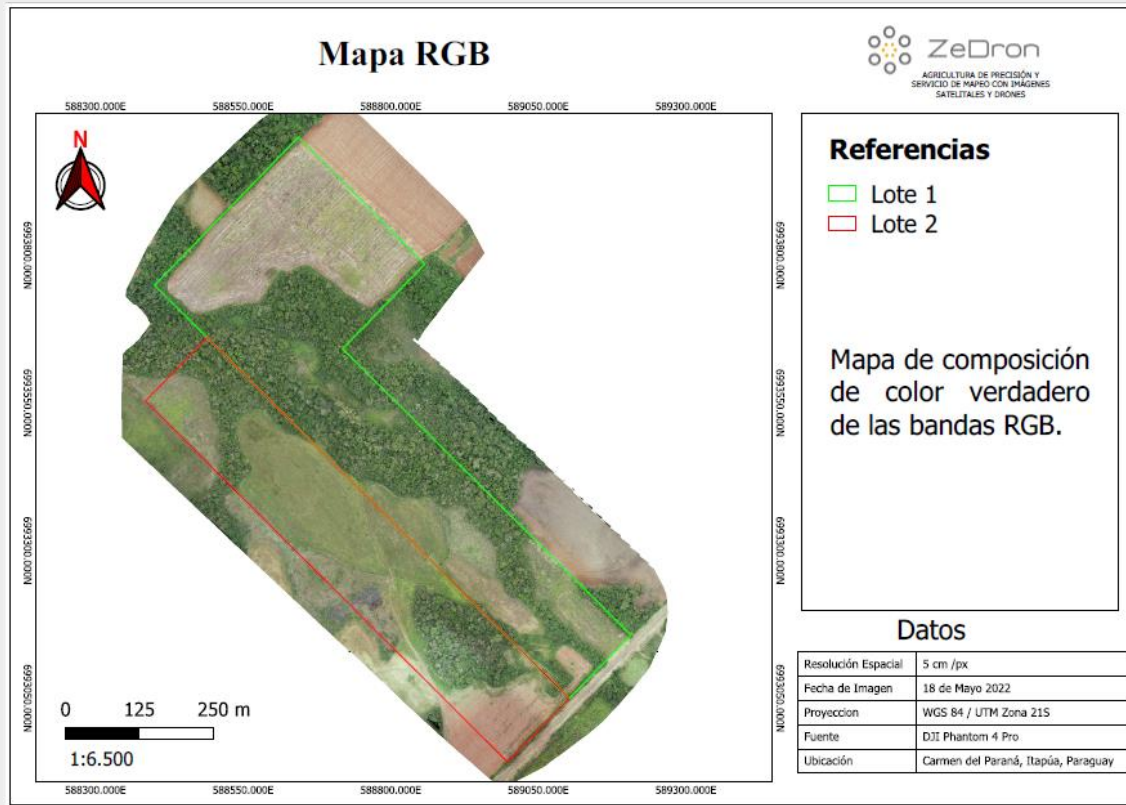 Mapa RGB
ZeDron
AGRICULTURA DE PRECISIÓN Y
SERVICIO DE MAPEO CON IMÁGENES
SATELITALES Y DRONES
588300.000E 588550.000E 588800.000E 589050.000E 589300.000E
N
6993800.000N 6993800.000N
6993550.000N 6993550.000N
6993300.000N 6993300.000N
6993050.000N 6993050.000N
0 125 250 m
1:6.500
588300.000E 588550.000E 588800.000E 589050.000E 589300.000E
Referencias
Lote 1
Lote 2
Mapa de composición
de color verdadero
de las bandas RGB.
Datos
Resolución Espacial 5 cm /px
Fecha de Imagen 18 de Mayo 2022
Proyeccion WGS 84 / UTM Zona 21S
Fuente DJI Phantom 4 Pro
Ubicación Carmen del Paraná, Itapúa, Paraguay